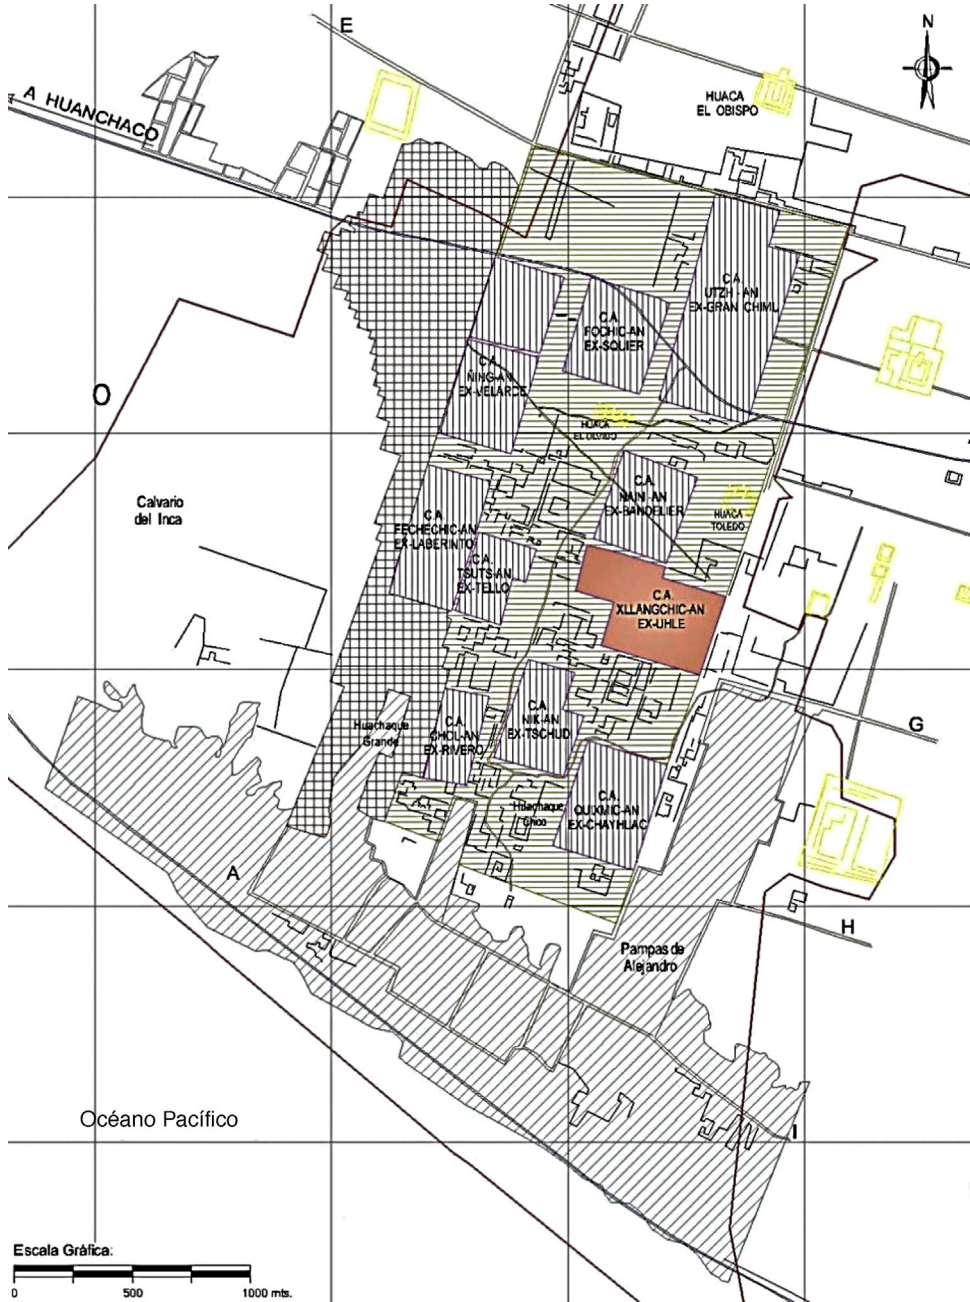 E
N
A HUANCHACO
HUACA
EL OBISPO
C.A.
UTZH-AN
EX-GRAN CHIMU
C.A.
FOCHIC-AN
EX-SQUIER
C.A.
ÑING-AN
EX-VELARDE
O
HUACA
C.A.
ÑAIN-AN
EX-BANDELIER
HUACA
TOLEDO
Calvario
del Inca
C.A.
FECHECHIC-AN
EX-LABERINTO
C.A.
TSUTS-AN
EX-TELLO
C.A.
XLLANGCHIC-AN
EX-UHLE
Huachaque
Grande
C.A.
CHOL-AN
EX-RIVERO
C.A.
NIK-AN
EX-TSCHUDI
G
Huachaque
Chico
C.A.
QUIXMIC-AN
EX-CHAYHUAC
A
H
Pampas de
Alejandro
Océano Pacífico
I
Escala Gráfica:
0 500 1000 mts.